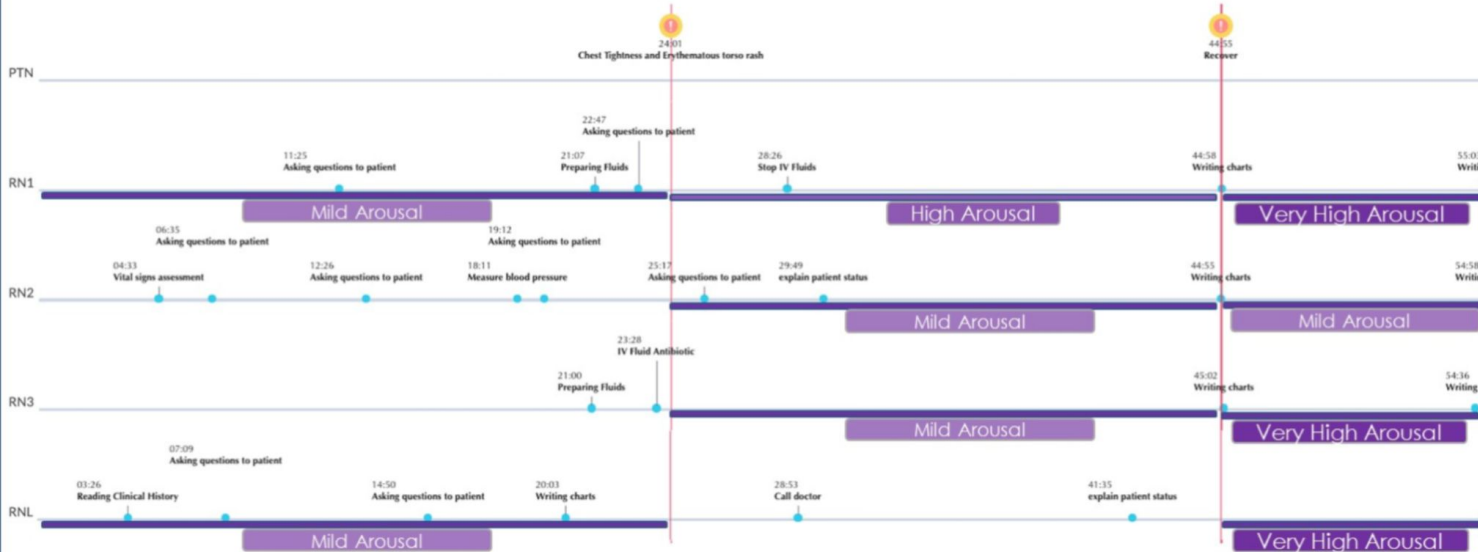 24:01
Chest Tightness and Erythematous torso rash
44:55
Recover
PTN
22:47
Asking questions to patient
11:25
Asking questions to patient
21:07
Preparing Fluids
28:26
Stop IV Fluids
44:58
Writing charts
55:0
Writi
RN1
Mild Arousal
High Arousal
Very High Arousal
06:35
Asking questions to patient
19:12
Asking questions to patient
04:33
Vital signs assessment
12:26
Asking questions to patient
18:11
Measure blood pressure
25:17
Asking questions to patient
29:49
explain patient status
44:55
Writing charts
54:58
Writi
RN2
Mild Arousal
Mild Arousal
23:28
IV Fluid Antibiotic
21:00
Preparing Fluids
45:02
Writing charts
54:36
Writing
RN3
Mild Arousal
Very High Arousal
07:09
Asking questions to patient
03:26
Reading Clinical History
14:50
Asking questions to patient
20:03
Writing charts
28:53
Call doctor
41:35
explain patient status
RNL
Mild Arousal
Very High Arousal